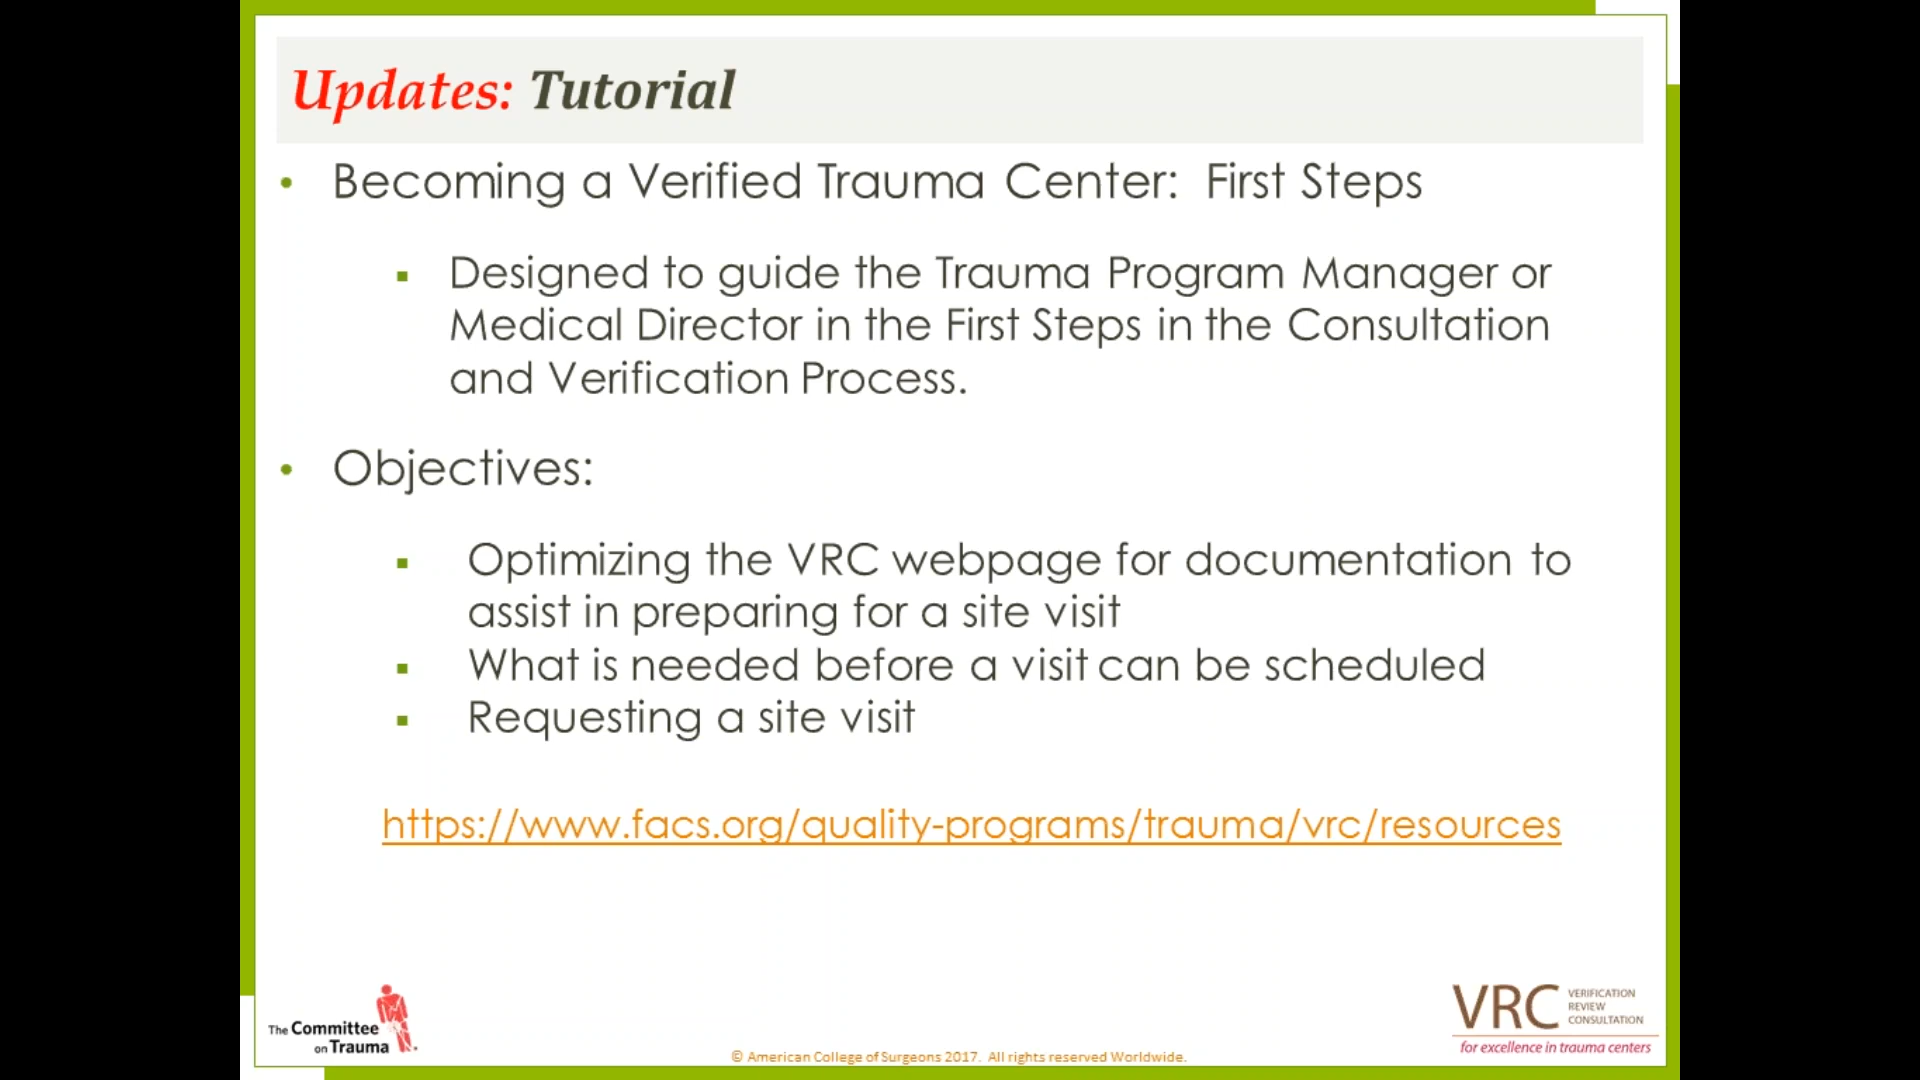 Updates: Tutorial
• Becoming a Verified Trauma Center: First Steps
▪ Designed to guide the Trauma Program Manager or
Medical Director in the First Steps in the Consultation
and Verification Process.
• Objectives:
▪ Optimizing the VRC webpage for documentation to
assist in preparing for a site visit
▪ What is needed before a visit can be scheduled
▪ Requesting a site visit
https://www.facs.org/quality-programs/trauma/vrc/resources
The Committee
on Trauma
© American College of Surgeons 2017. All rights reserved Worldwide.
VRC
VERIFICATION
REVIEW
CONSULTATION
for excellence in trauma centers